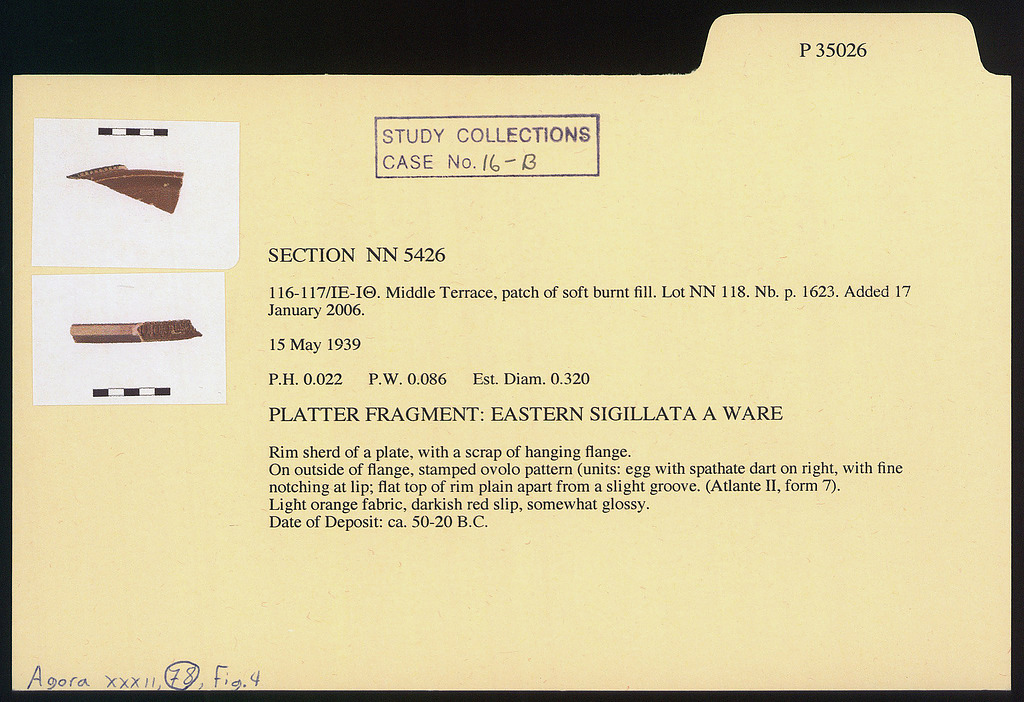 P 35026
STUDY COLLECTIONS
CASE No. 16-B
SECTION NN 5426
116-117/ΙΕ-ΙΘ. Middle Terrace, patch of soft burnt fill. Lot NN 118. Nb. p. 1623. Added 17
January 2006.
15 May 1939
P.H. 0.022 P.W. 0.086 Est. Diam. 0.320
PLATTER FRAGMENT: EASTERN SIGILLATA A WARE
Rim sherd of a plate, with a scrap of hanging flange.
On outside of flange, stamped ovolo pattern (units: egg with spathate dart on right, with fine
notching at lip; flat top of rim plain apart from a slight groove. (Atlante II, form 7).
Light orange fabric, darkish red slip, somewhat glossy.
Date of Deposit: ca. 50-20 B.C.
Agora XXXII, 78, Fig. 4